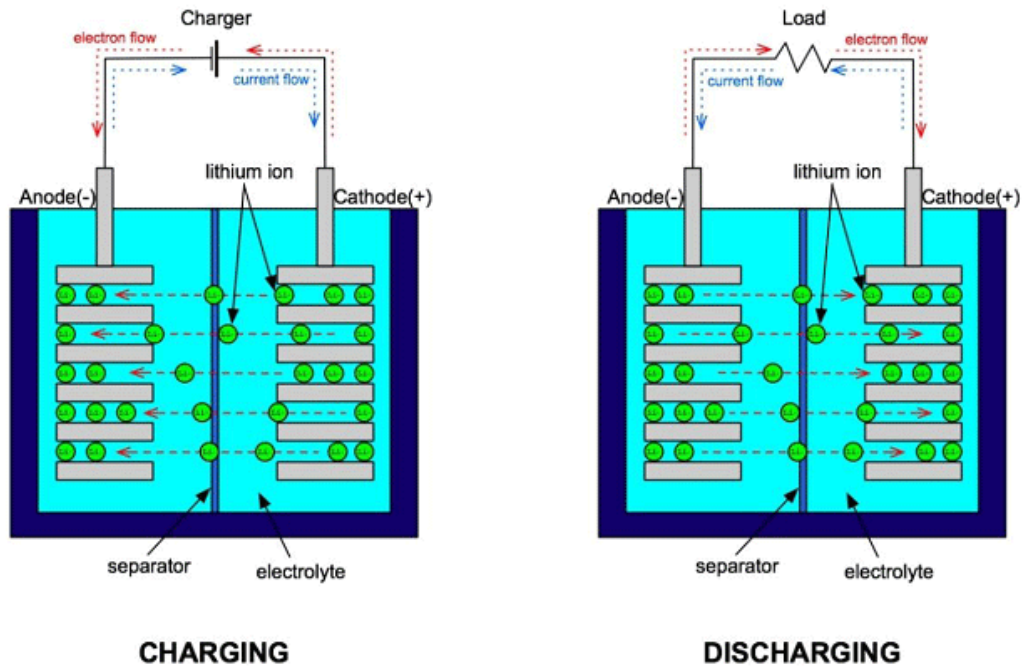 Charger
electron flow
current flow
lithium ion
Anode(-)
Cathode(+)
separator
electrolyte
CHARGING
Load
electron flow
current flow
lithium ion
Anode(-)
Cathode(+)
separator
electrolyte
DISCHARGING